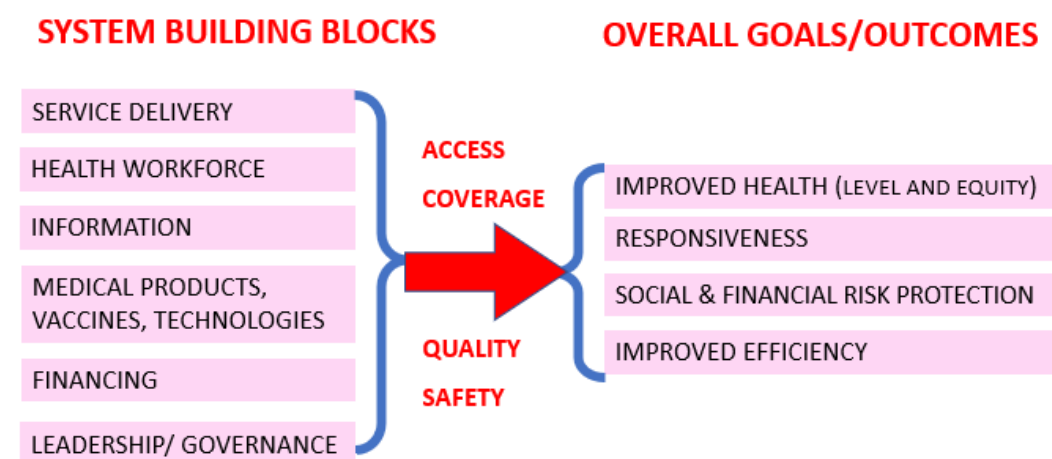 SYSTEM BUILDING BLOCKS
SERVICE DELIVERY
HEALTH WORKFORCE
INFORMATION
MEDICAL PRODUCTS,
VACCINES, TECHNOLOGIES
FINANCING
LEADERSHIP/ GOVERNANCE
ACCESS
COVERAGE
QUALITY
SAFETY
OVERALL GOALS/OUTCOMES
IMPROVED HEALTH (LEVEL AND EQUITY)
RESPONSIVENESS
SOCIAL & FINANCIAL RISK PROTECTION
IMPROVED EFFICIENCY